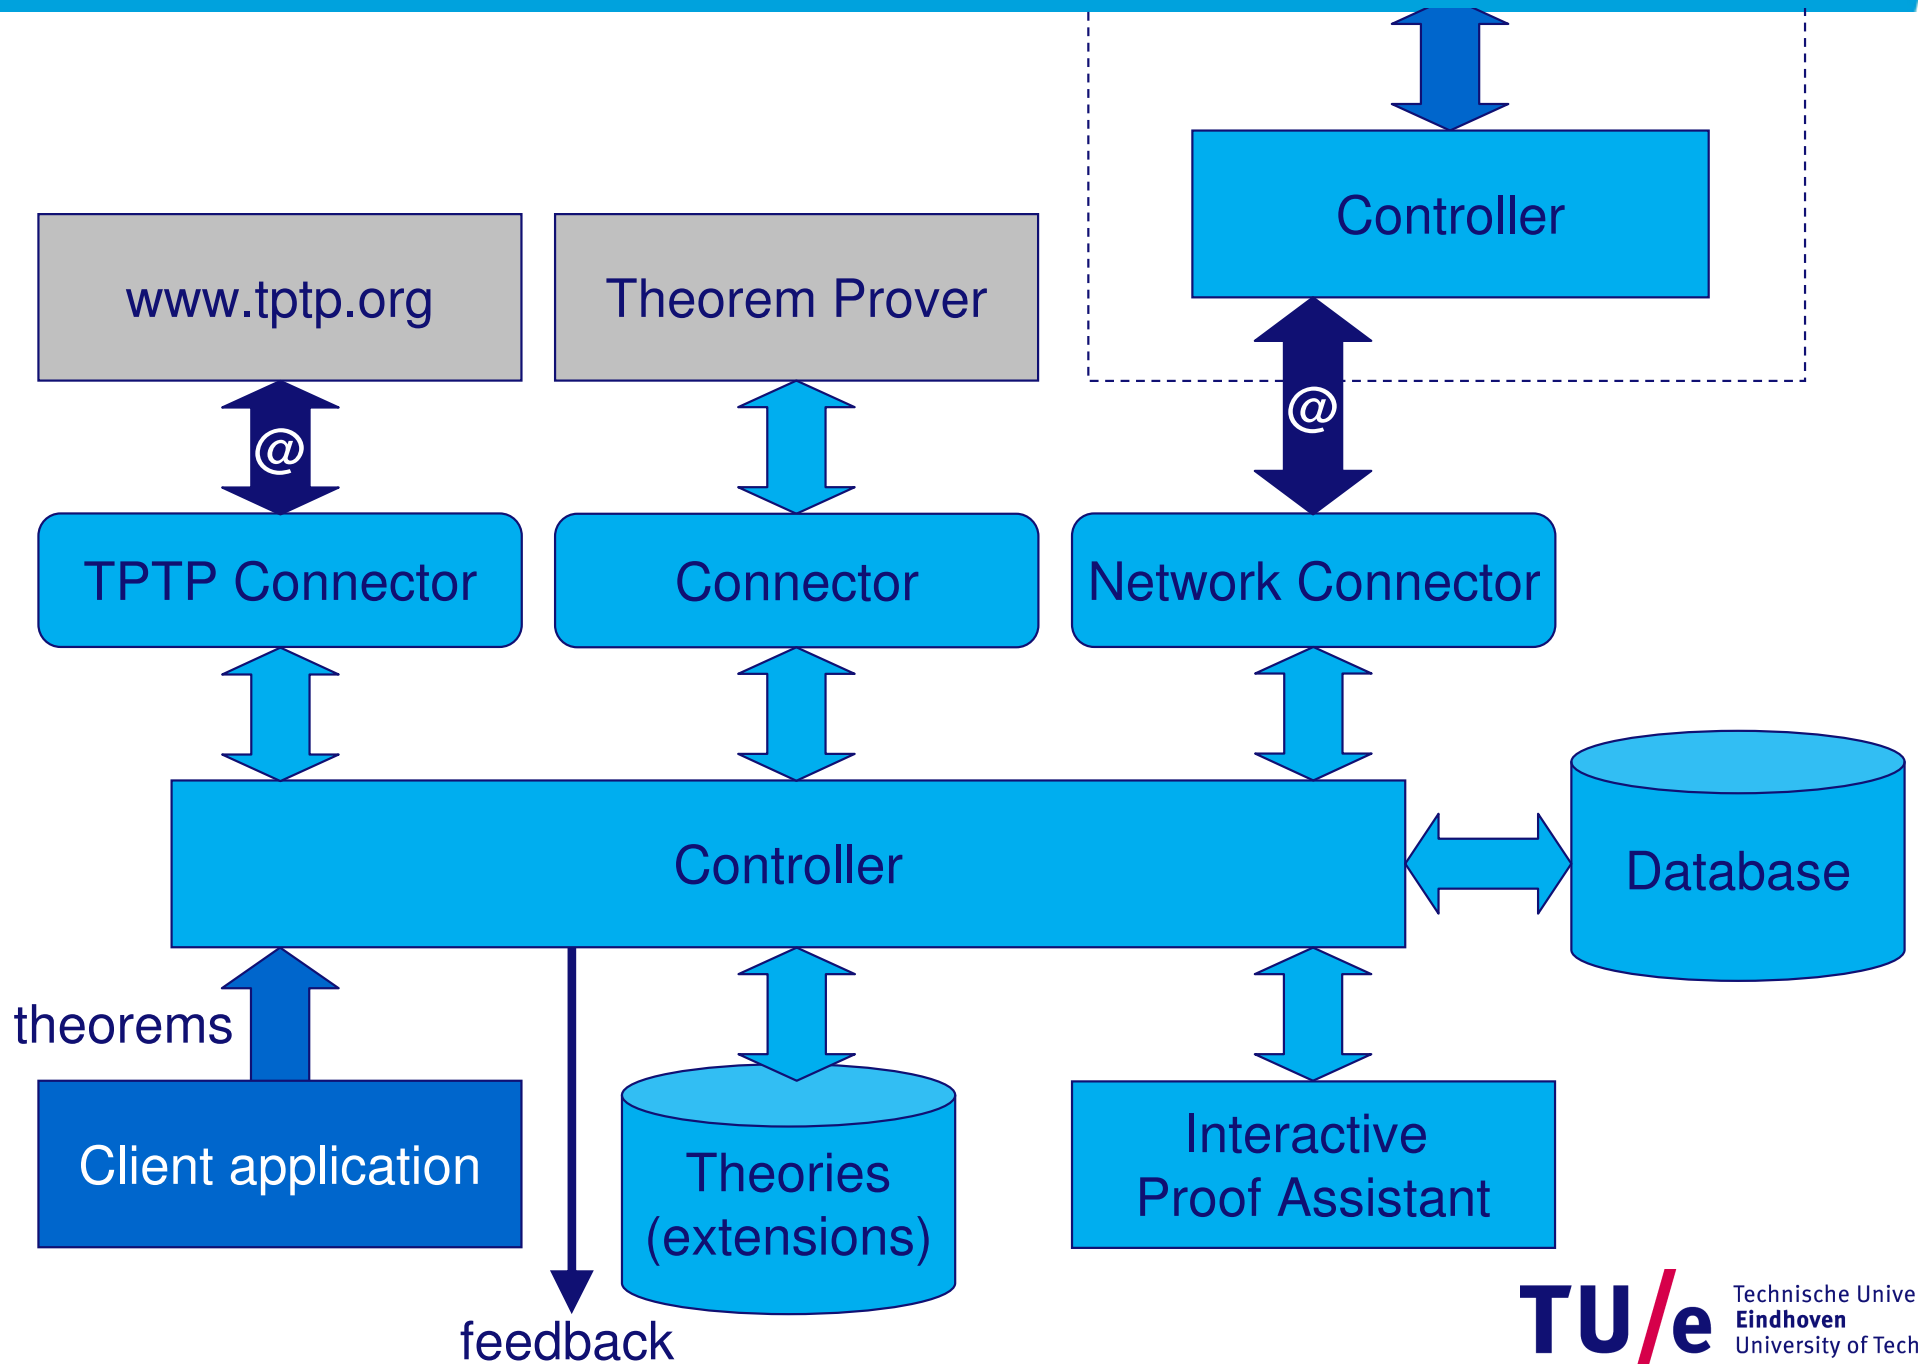 Controller
www.tptp.org
Theorem Prover
@
@
TPTP Connector
Connector
Network Connector
Controller
Database
theorems
Client application
Theories
(extensions)
Interactive
Proof Assistant
feedback
TU/e
Technische Unive
Eindhoven
University of Tech